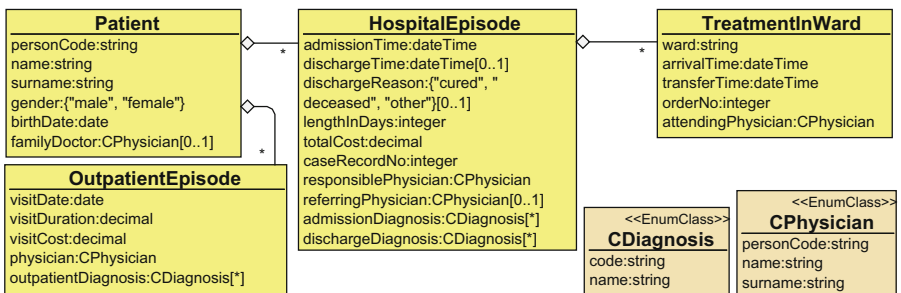 Patient
personCode:string
name:string
surname:string
gender:{"male", "female"}
birthDate:date
familyDoctor:CPhysician[0..1]
*
*
OutpatientEpisode
visitDate:date
visitDuration:decimal
visitCost:decimal
physician:CPhysician
outpatientDiagnosis:CDiagnosis[*]
HospitalEpisode
admissionTime:dateTime
dischargeTime:dateTime[0..1]
dischargeReason:{"cured", "
deceased", "other"}[0..1]
lengthInDays:integer
totalCost:decimal
caseRecordNo:integer
responsiblePhysician:CPhysician
referringPhysician:CPhysician[0..1]
admissionDiagnosis:CDiagnosis[*]
dischargeDiagnosis:CDiagnosis[*]
*
TreatmentInWard
ward:string
arrivalTime:dateTime
transferTime:dateTime
orderNo:integer
attendingPhysician:CPhysician
<<EnumClass>>
CDiagnosis
code:string
name:string
<<EnumClass>>
CPhysician
personCode:string
name:string
surname:string